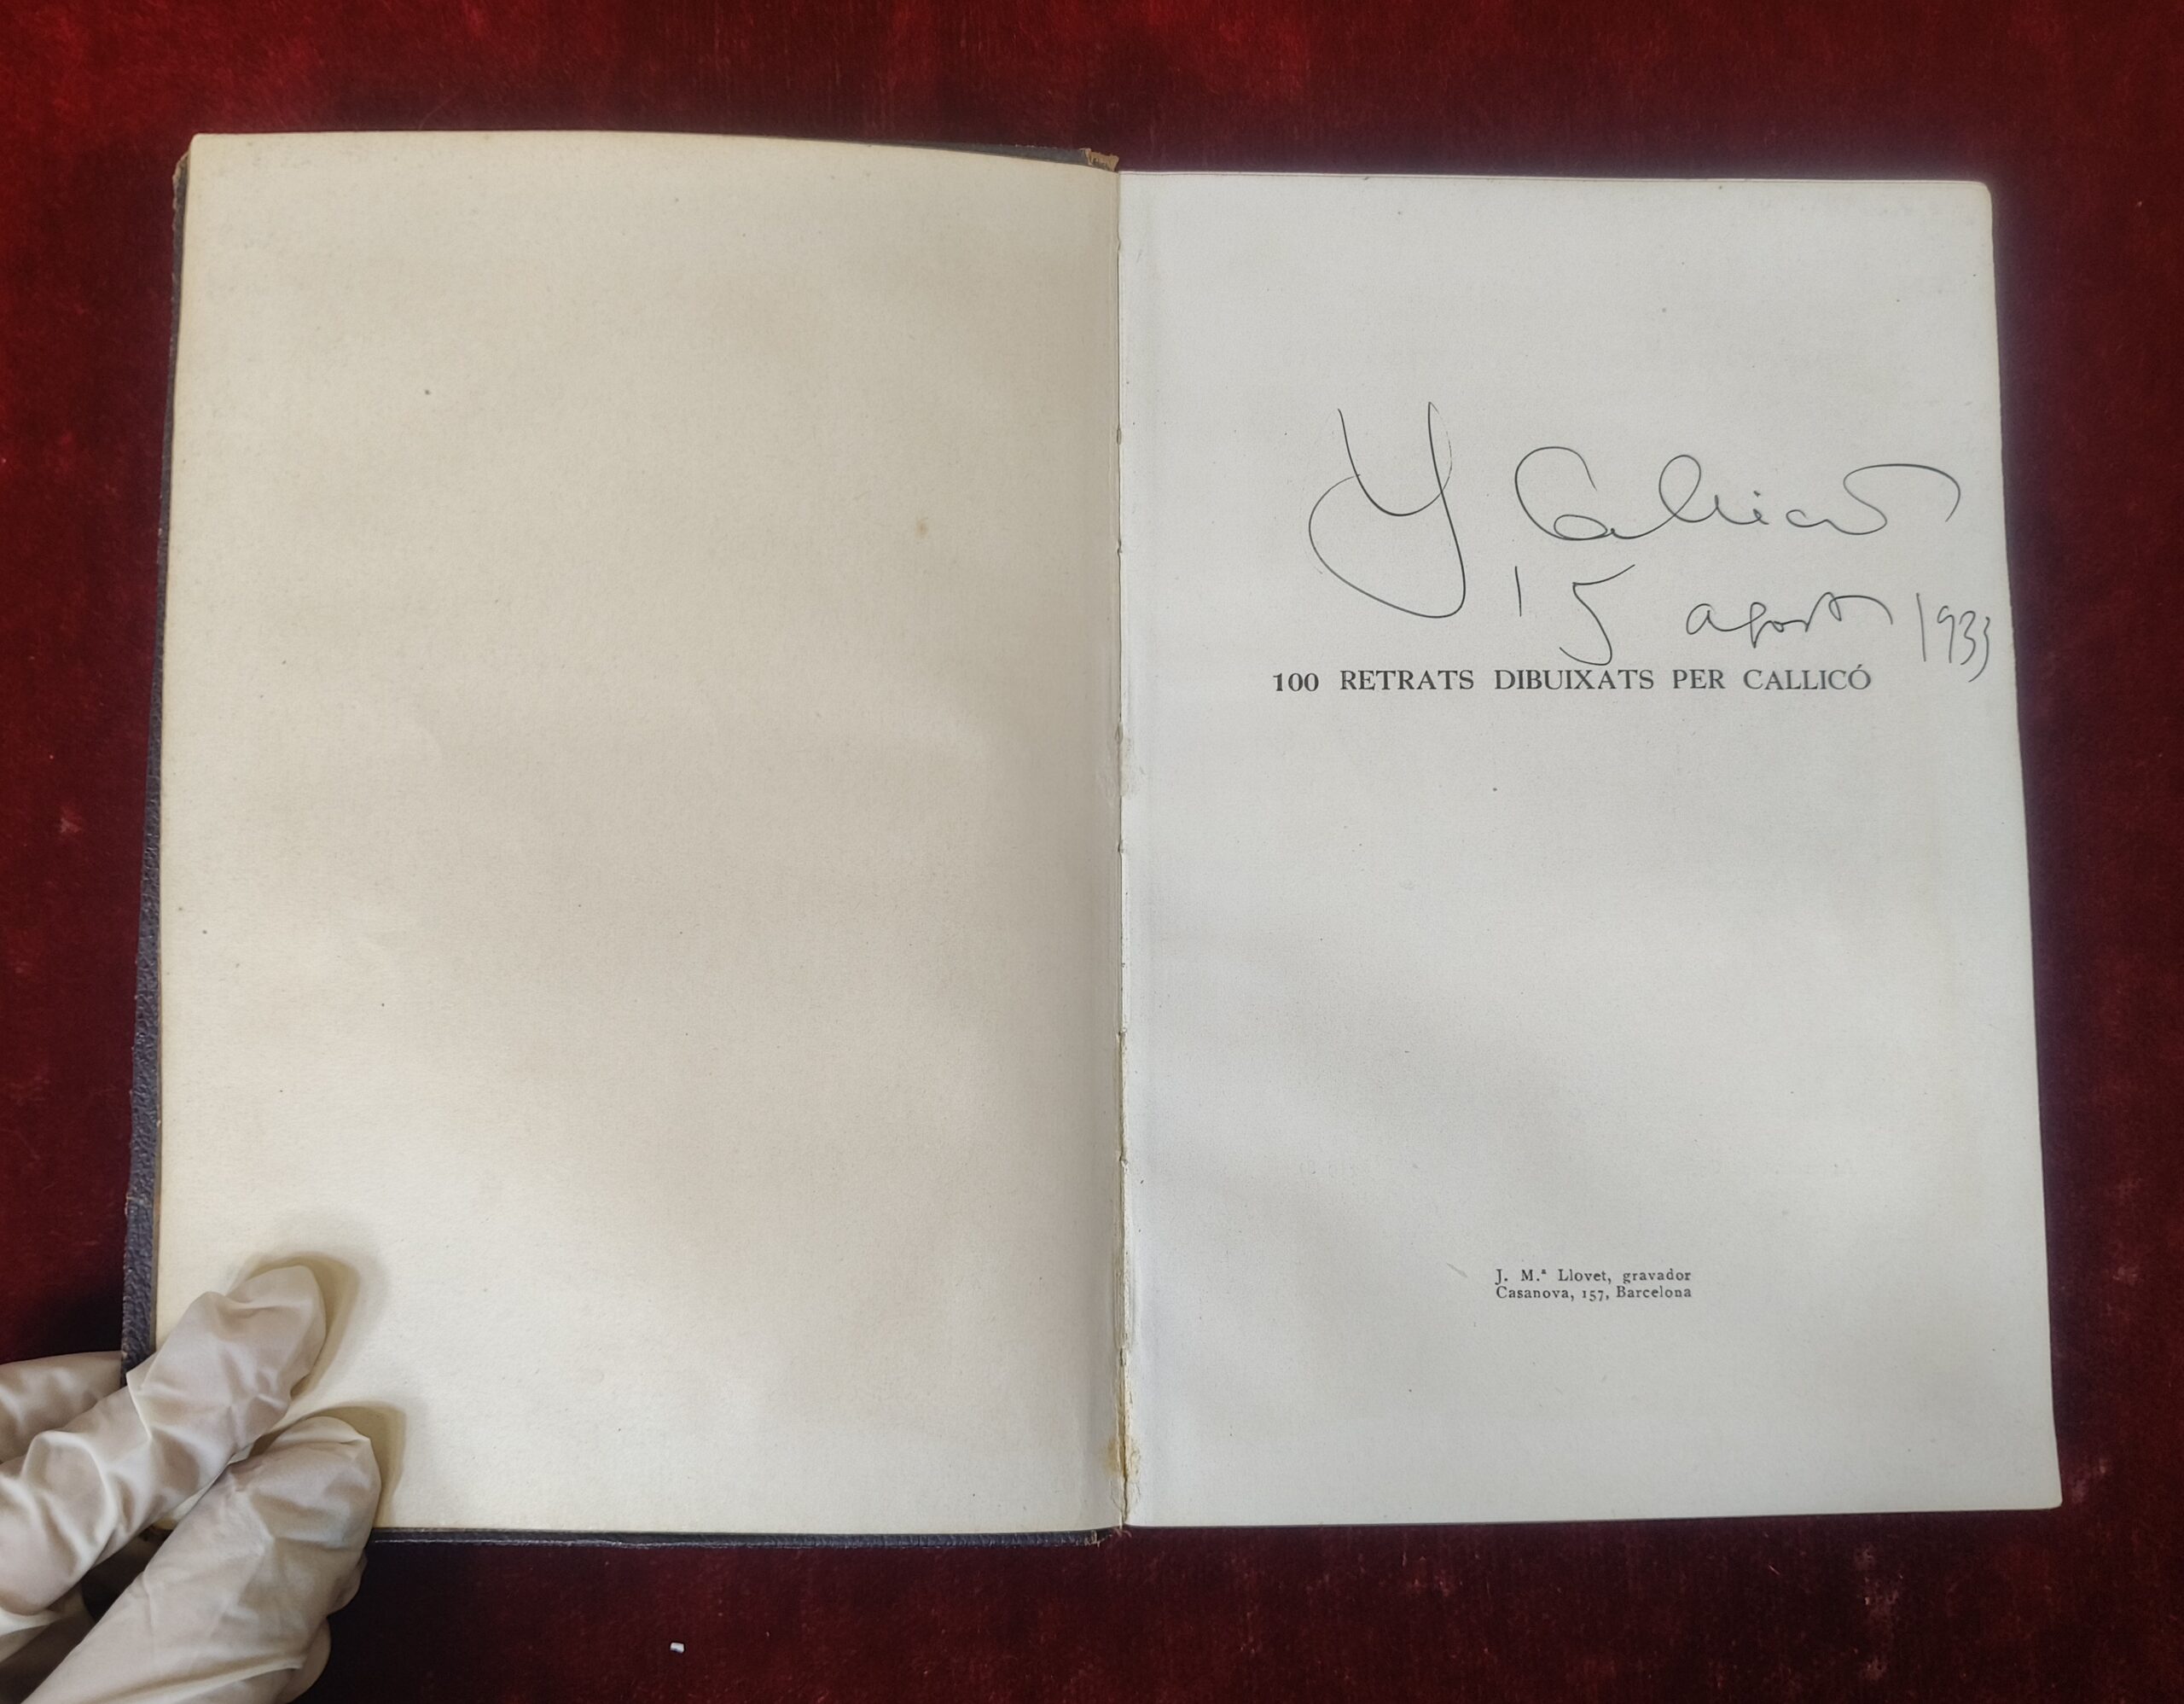 Y Callicó
15 agost 1933
100 RETRATS DIBUIXATS PER CALLICÓ
J. M.ª Llovet, gravador
Casanova, 157, Barcelona